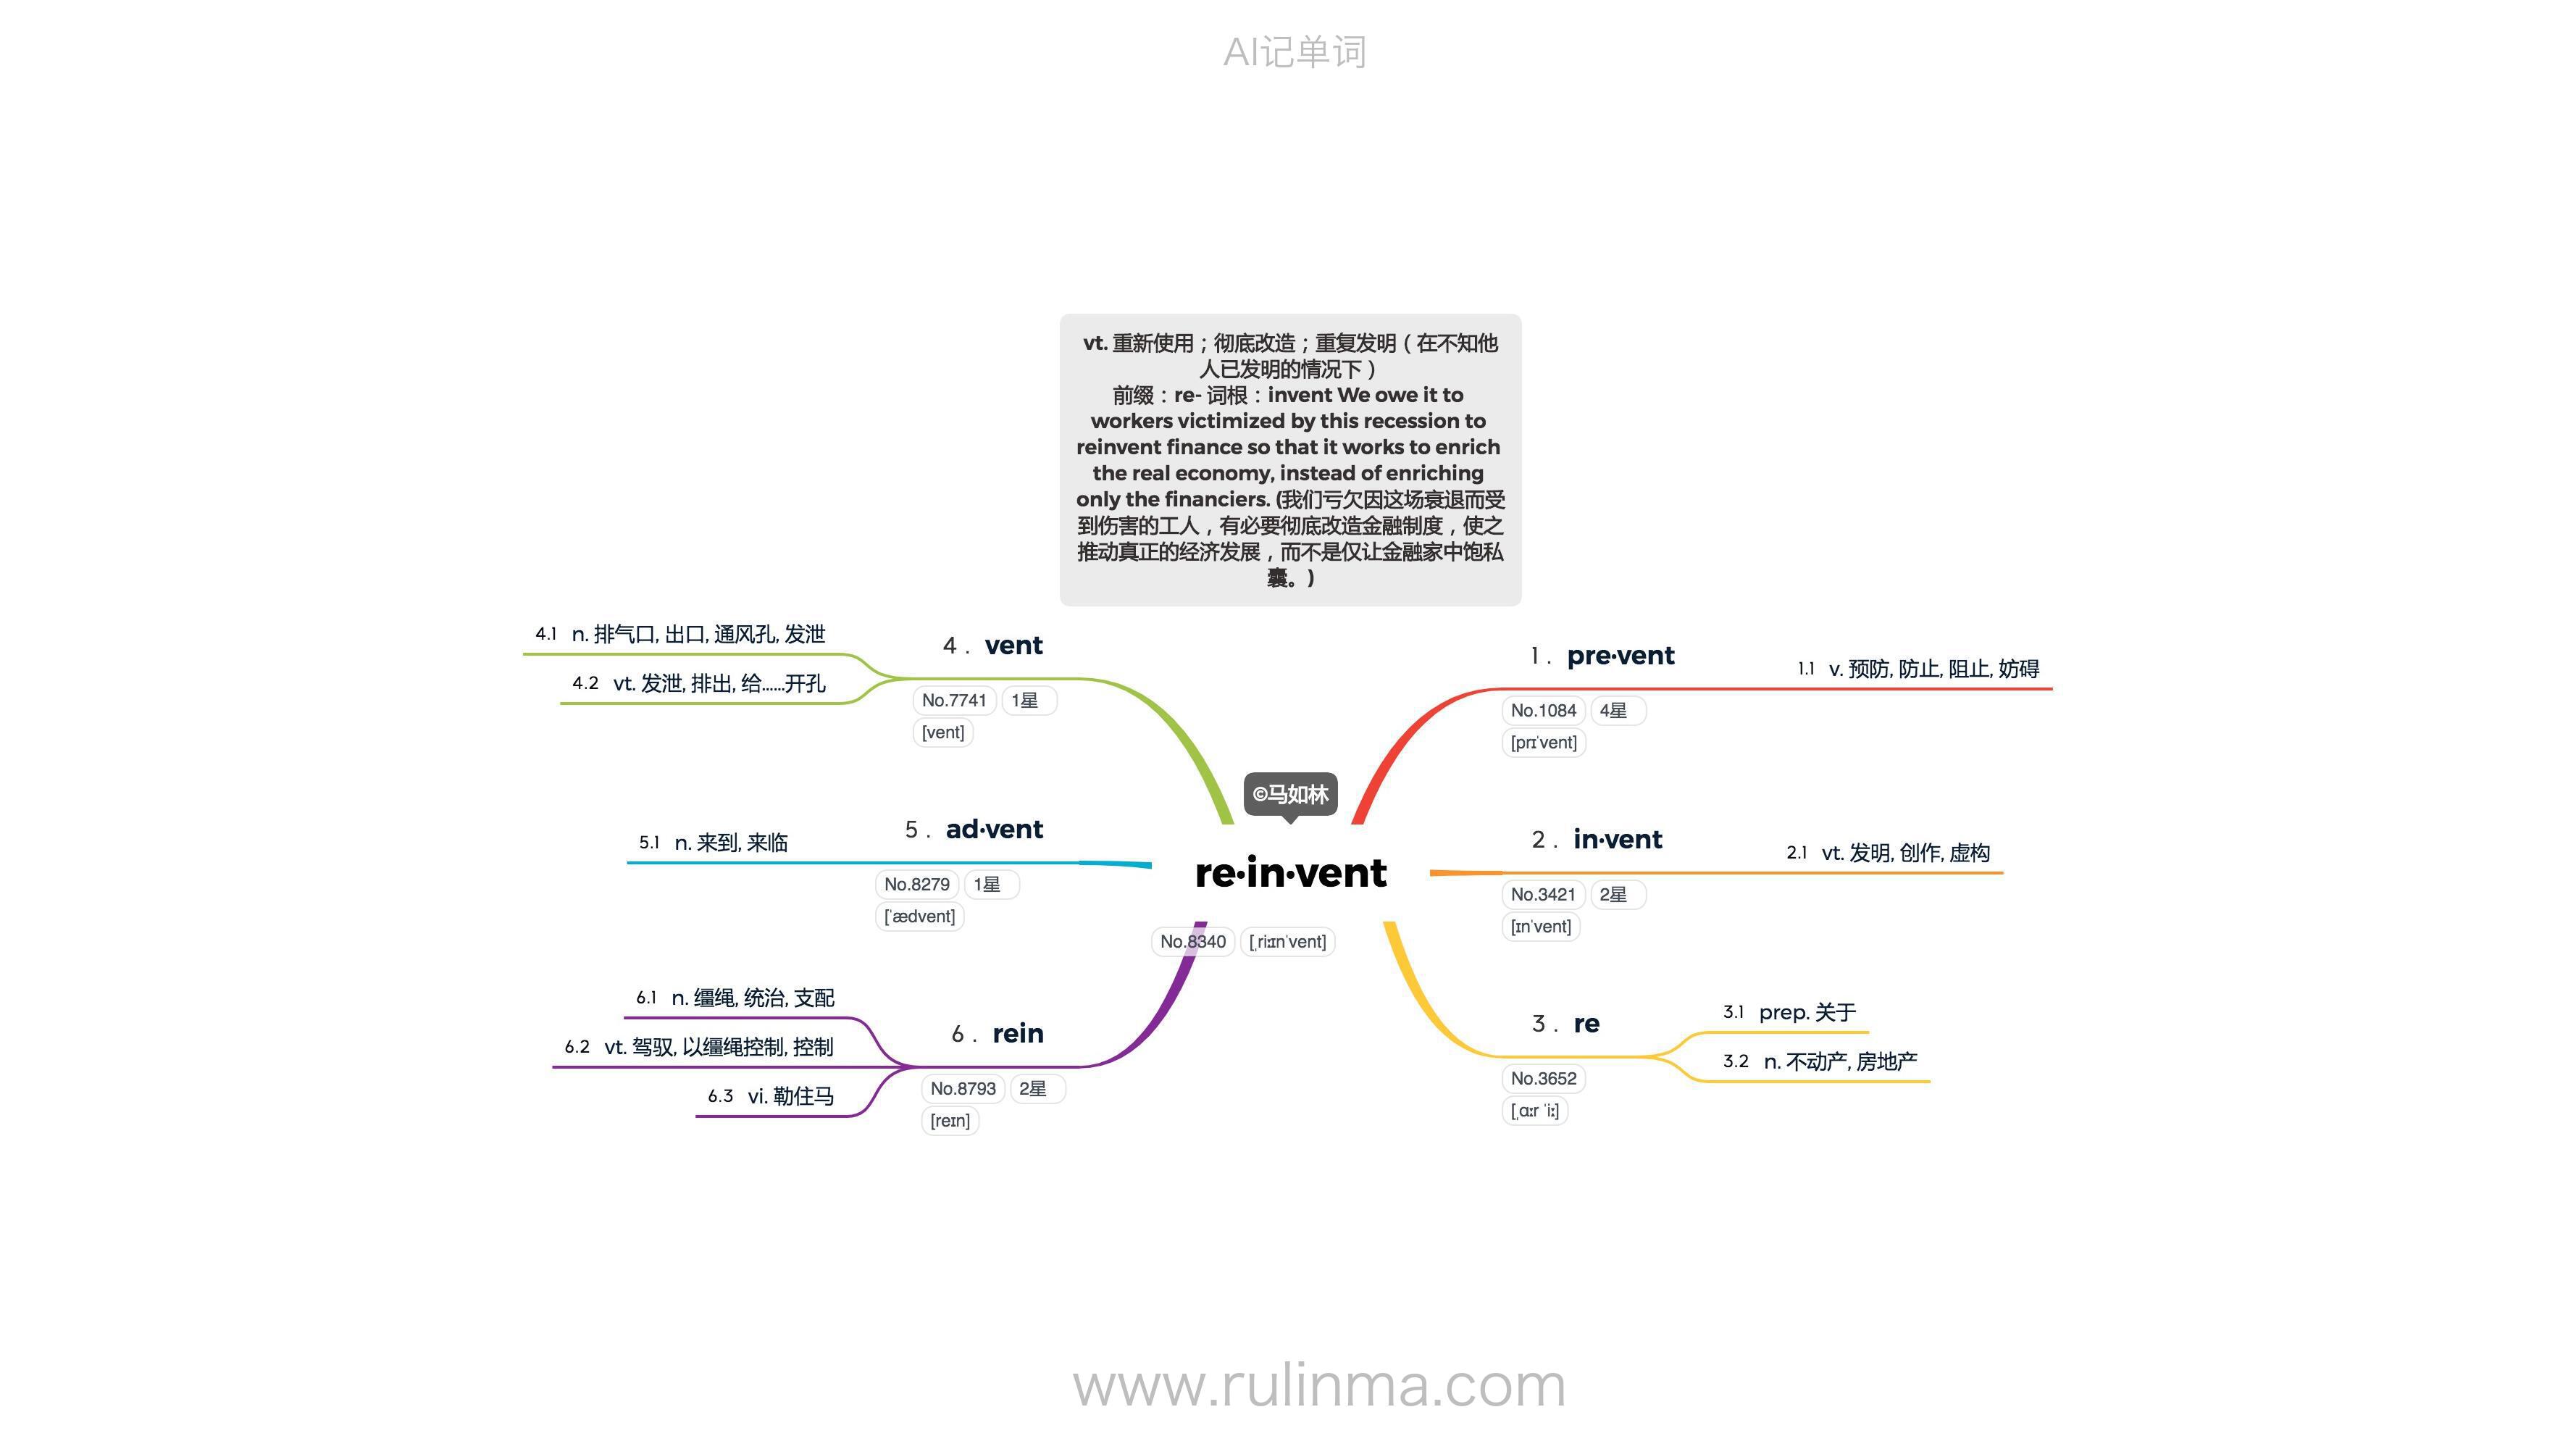 AI记单词
vt. 重新使用；彻底改造；重复发明（在不知他
人已发明的情况下）
前缀：re- 词根：invent We owe it to
workers victimized by this recession to
reinvent finance so that it works to enrich
the real economy, instead of enriching
only the financiers. (我们亏欠因这场衰退而受
到伤害的工人，有必要彻底改造金融制度，使之
推动真正的经济发展，而不是仅让金融家中饱私
囊。)
©马如林
re·in·vent
No.8340 [ˌriːɪnˈvent]
1. pre·vent
No.1084 4星
[prɪˈvent]
1.1 v. 预防, 防止, 阻止, 妨碍
2. in·vent
No.3421 2星
[ɪnˈvent]
2.1 vt. 发明, 创作, 虚构
3. re
No.3652
[ˌɑːr ˈiː]
3.1 prep. 关于
3.2 n. 不动产, 房地产
4. vent
No.7741 1星
[vent]
4.1 n. 排气口, 出口, 通风孔, 发泄
4.2 vt. 发泄, 排出, 给......开孔
5. ad·vent
No.8279 1星
[ˈædvent]
5.1 n. 来到, 来临
6. rein
No.8793 2星
[reɪn]
6.1 n. 缰绳, 统治, 支配
6.2 vt. 驾驭, 以缰绳控制, 控制
6.3 vi. 勒住马
www.rulinma.com